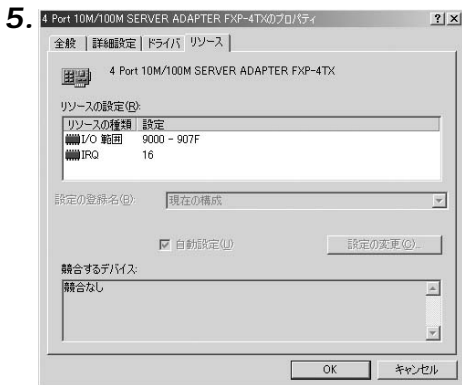 5.
4 Port 10M/100M SERVER ADAPTER FXP-4TXのプロパティ
全般 詳細設定 ドライバ リソース
4 Port 10M/100M SERVER ADAPTER FXP-4TX
リソースの設定(R):
リソースの種類 設定
I/O 範囲 9000 - 907F
IRQ 16
設定の登録名(B): 現在の構成
自動設定(U) 設定の変更(C)...
競合するデバイス:
競合なし
OK キャンセル